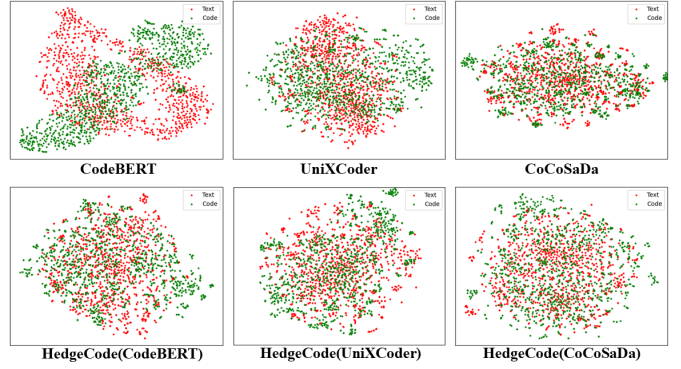 Text
Code
Text
Code
Text
Code
CodeBERT
UniXCoder
CoCoSaDa
Text
Code
Text
Code
Text
Code
HedgeCode(CodeBERT)
HedgeCode(UniXCoder)
HedgeCode(CoCoSaDa)